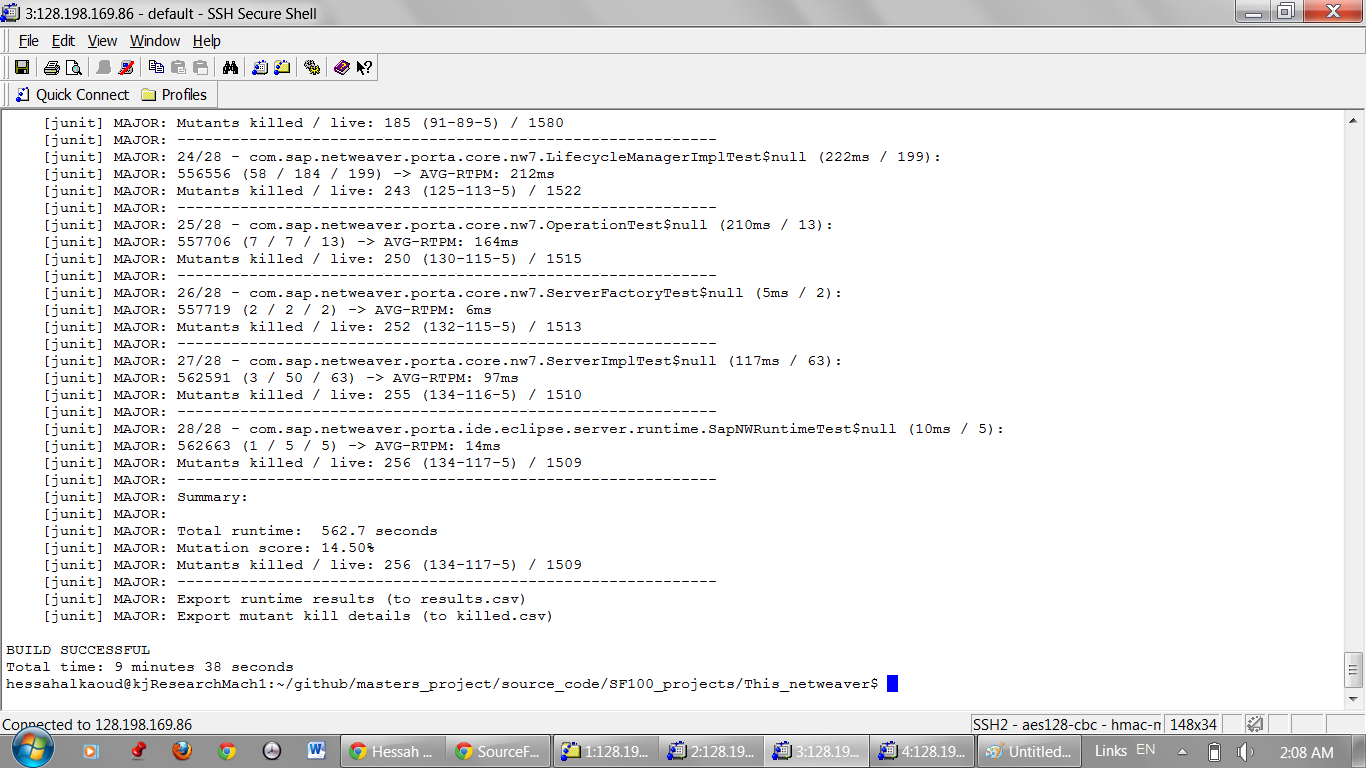 3:128.198.169.86 - default - SSH Secure Shell
File Edit View Window Help
Quick Connect Profiles
[junit] MAJOR: Mutants killed / live: 185 (91-89-5) / 1580
[junit] MAJOR: ------------------------------------------------------------
[junit] MAJOR: 24/28 - com.sap.netweaver.porta.core.nw7.LifecycleManagerImplTest$null (222ms / 199):
[junit] MAJOR: 556556 (58 / 184 / 199) -> AVG-RTPM: 212ms
[junit] MAJOR: Mutants killed / live: 243 (125-113-5) / 1522
[junit] MAJOR: ------------------------------------------------------------
[junit] MAJOR: 25/28 - com.sap.netweaver.porta.core.nw7.OperationTest$null (210ms / 13):
[junit] MAJOR: 557706 (7 / 7 / 13) -> AVG-RTPM: 164ms
[junit] MAJOR: Mutants killed / live: 250 (130-115-5) / 1515
[junit] MAJOR: ------------------------------------------------------------
[junit] MAJOR: 26/28 - com.sap.netweaver.porta.core.nw7.ServerFactoryTest$null (5ms / 2):
[junit] MAJOR: 557719 (2 / 2 / 2) -> AVG-RTPM: 6ms
[junit] MAJOR: Mutants killed / live: 252 (132-115-5) / 1513
[junit] MAJOR: ------------------------------------------------------------
[junit] MAJOR: 27/28 - com.sap.netweaver.porta.core.nw7.ServerImplTest$null (117ms / 63):
[junit] MAJOR: 562591 (3 / 50 / 63) -> AVG-RTPM: 97ms
[junit] MAJOR: Mutants killed / live: 255 (134-116-5) / 1510
[junit] MAJOR: ------------------------------------------------------------
[junit] MAJOR: 28/28 - com.sap.netweaver.porta.ide.eclipse.server.runtime.SapNWRuntimeTest$null (10ms / 5):
[junit] MAJOR: 562663 (1 / 5 / 5) -> AVG-RTPM: 14ms
[junit] MAJOR: Mutants killed / live: 256 (134-117-5) / 1509
[junit] MAJOR: ------------------------------------------------------------
[junit] MAJOR: Summary:
[junit] MAJOR:
[junit] MAJOR: Total runtime:  562.7 seconds
[junit] MAJOR: Mutation score: 14.50%
[junit] MAJOR: Mutants killed / live: 256 (134-117-5) / 1509
[junit] MAJOR: ------------------------------------------------------------
[junit] MAJOR: Export runtime results (to results.csv)
[junit] MAJOR: Export mutant kill details (to killed.csv)
BUILD SUCCESSFUL
Total time: 9 minutes 38 seconds
hessahalkaoud@kjResearchMach1:~/github/masters_project/source_code/SF100_projects/This_netweaver$
Connected to 128.198.169.86 SSH2 - aes128-cbc - hmac-m 148x34
Hessah ... SourceF... 1:128.19... 2:128.19... 3:128.19... 4:128.19... Untitled... Links EN 2:08 AM